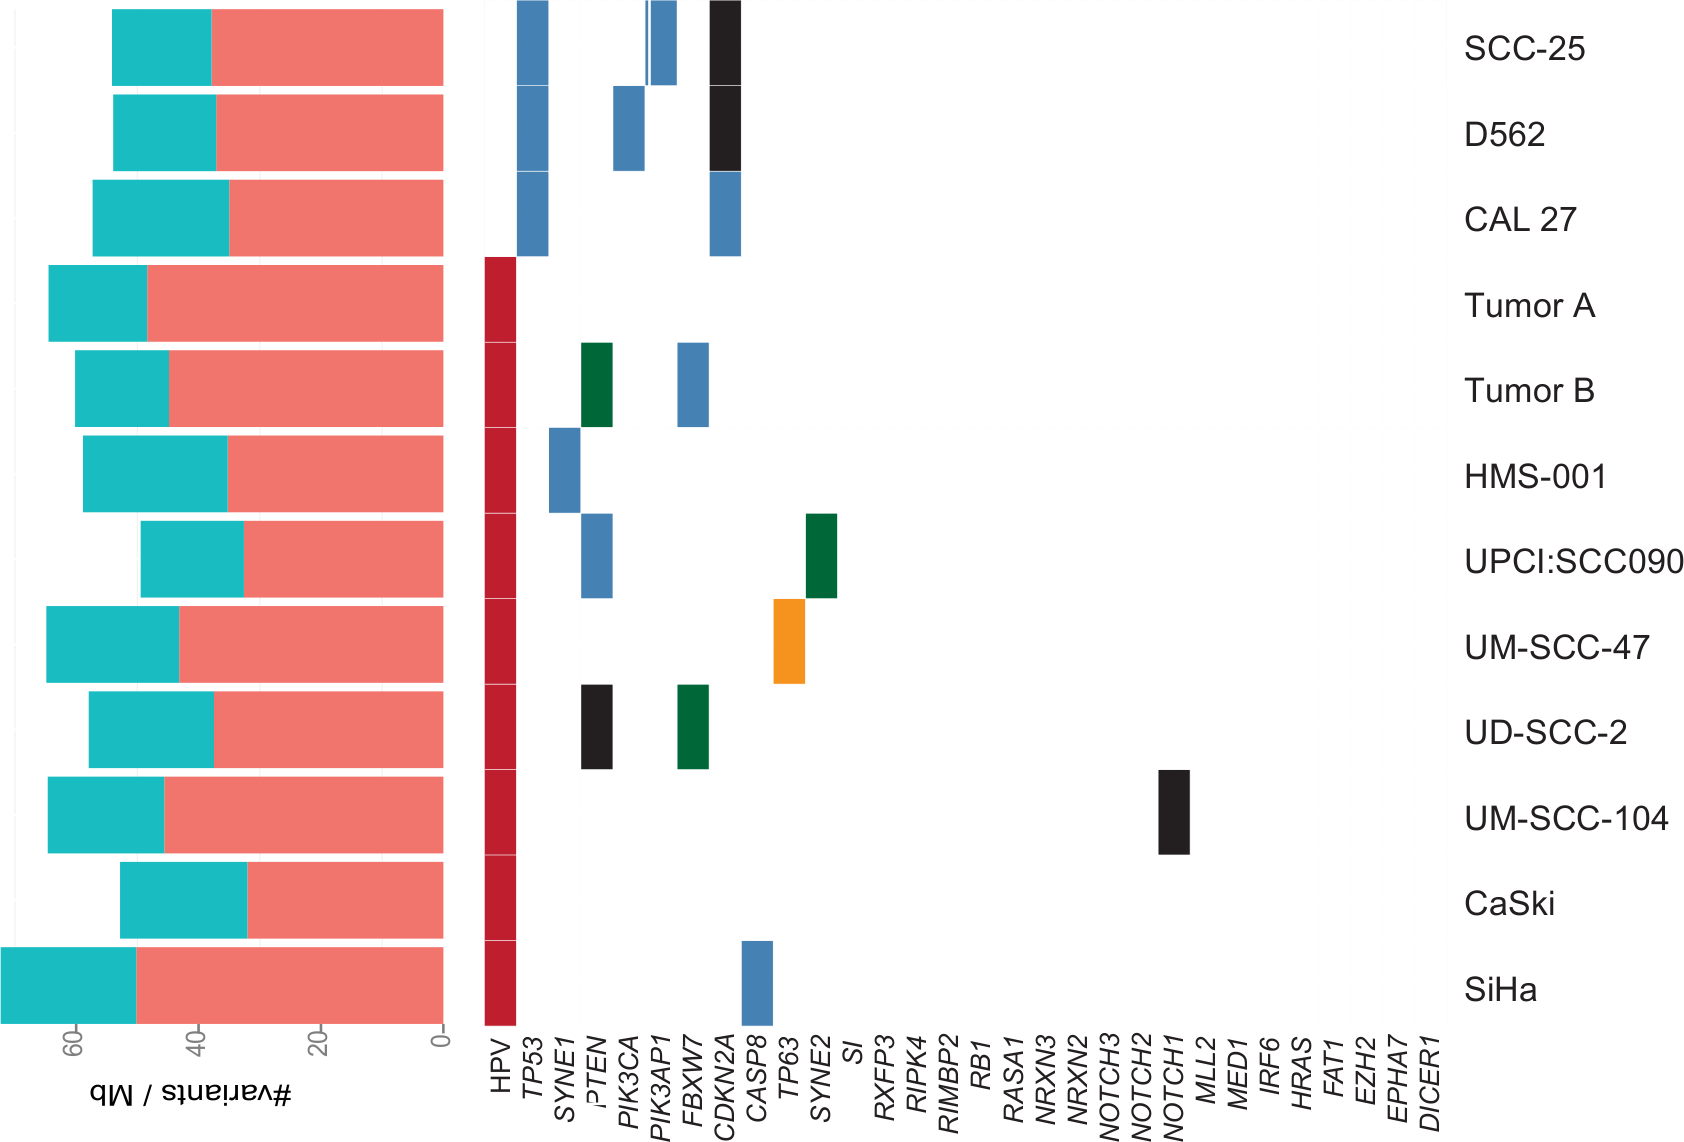 SCC-25
D562
CAL 27
Tumor A
Tumor B
HMS-001
UPCI:SCC090
UM-SCC-47
UD-SCC-2
UM-SCC-104
CaSki
SiHa
60
40
20
0
#variants / Mb
HPV
TP53
SYNE1
PTEN
PIK3CA
PIK3AP1
FBXW7
CDKN2A
CASP8
TP63
SYNE2
SI
RXFP3
RIPK4
RIMBP2
RB1
RASA1
NRXN3
NRXN2
NOTCH3
NOTCH2
NOTCH1
MLL2
MED1
IRF6
HRAS
FAT1
EZH2
EPHA7
DICER1